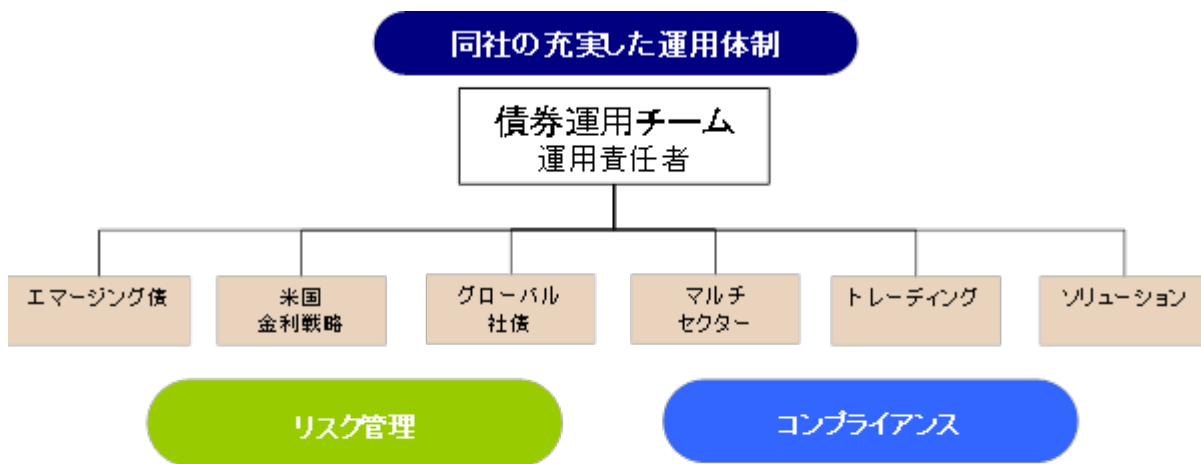 同社の充実した運用体制
債券運用チーム
運用責任者
エマージング債
米国
金利戦略
グローバル
社債
マルチ
セクター
トレーディング
ソリューション
リスク管理
コンプライアンス